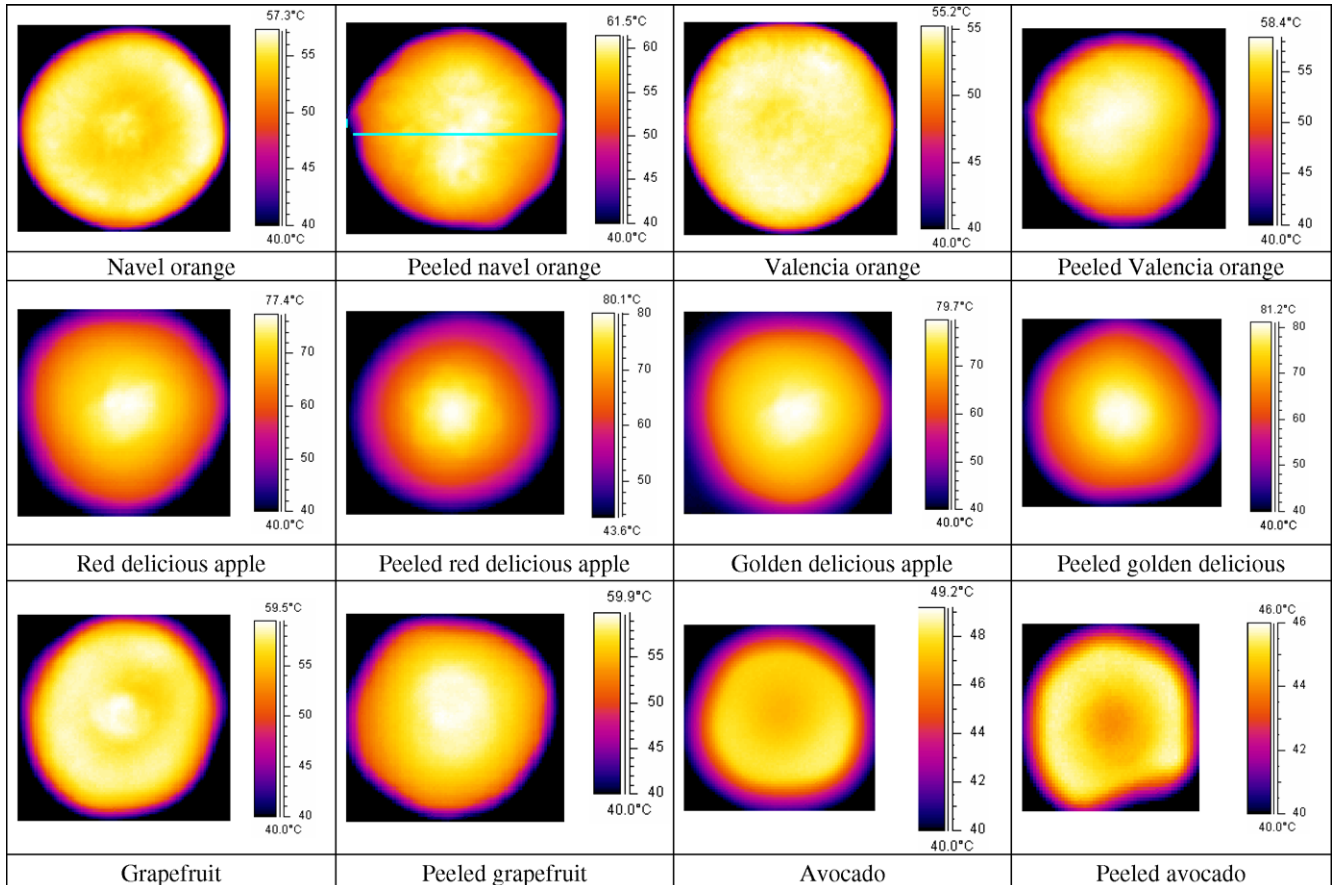 57.3°C
55
50
45
40
40.0°C
61.5°C
60
55
50
45
40
40.0°C
55.2°C
55
50
45
40
40.0°C
58.4°C
55
50
45
40
40.0°C
Navel orange
Peeled navel orange
Valencia orange
Peeled Valencia orange
77.4°C
70
60
50
40
40.0°C
80.1°C
80
70
60
50
43.6°C
79.7°C
70
60
50
40
40.0°C
81.2°C
80
70
60
50
40
40.0°C
Red delicious apple
Peeled red delicious apple
Golden delicious apple
Peeled golden delicious
59.5°C
55
50
45
40
40.0°C
59.9°C
55
50
45
40
40.0°C
49.2°C
48
46
44
42
40
40.0°C
46.0°C
46
44
42
40
40.0°C
Grapefruit
Peeled grapefruit
Avocado
Peeled avocado